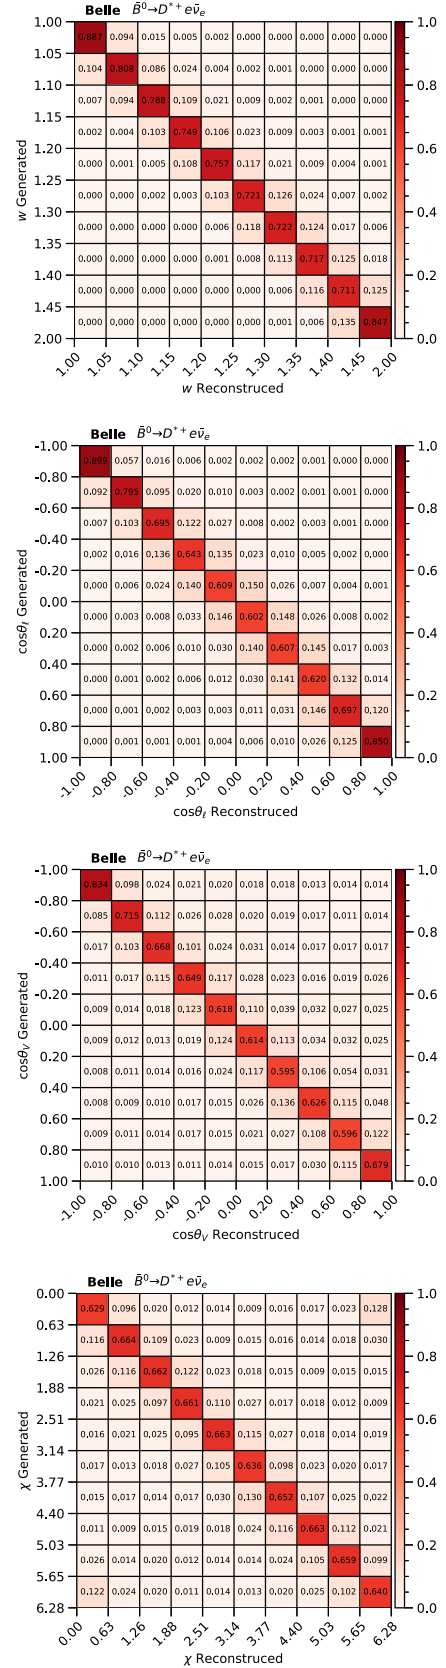 Belle B̄⁰→D*⁺eν̄ₑ
1.00 0.887 0.094 0.015 0.005 0.002 0.000 0.000 0.000 0.000 0.000 1.0
1.05 0.104 0.808 0.086 0.024 0.004 0.002 0.001 0.000 0.000 0.000
1.10 0.007 0.094 0.788 0.109 0.021 0.009 0.002 0.001 0.000 0.000 0.8
1.15 0.002 0.004 0.103 0.749 0.106 0.023 0.009 0.003 0.001 0.001
1.20 0.000 0.001 0.005 0.108 0.757 0.117 0.021 0.009 0.004 0.001 0.6
1.25 0.000 0.000 0.000 0.002 0.103 0.721 0.126 0.024 0.007 0.002 0.4
1.30 0.000 0.000 0.000 0.000 0.006 0.118 0.722 0.124 0.017 0.006
1.35 0.000 0.000 0.000 0.000 0.001 0.008 0.113 0.717 0.125 0.018 0.2
1.40 0.000 0.000 0.000 0.000 0.000 0.000 0.006 0.116 0.711 0.125
1.45 0.000 0.000 0.000 0.000 0.000 0.000 0.001 0.006 0.135 0.847
2.00 0.0
w Generated
1.00 1.05 1.10 1.15 1.20 1.25 1.30 1.35 1.40 1.45 2.00
w Reconstruced
Belle B̄⁰→D*⁺eν̄ₑ
-1.00 0.899 0.057 0.016 0.006 0.002 0.002 0.001 0.001 0.000 0.000 1.0
-0.80 0.092 0.795 0.095 0.020 0.010 0.003 0.002 0.001 0.001 0.000
-0.60 0.007 0.103 0.695 0.122 0.027 0.008 0.002 0.003 0.001 0.000 0.8
-0.40 0.002 0.016 0.136 0.643 0.135 0.023 0.010 0.005 0.002 0.000
-0.20 0.000 0.006 0.024 0.140 0.609 0.150 0.026 0.007 0.004 0.001 0.6
0.00 0.000 0.002 0.003 0.008 0.033 0.146 0.602 0.148 0.026 0.008 0.002 0.4
0.20 0.000 0.002 0.006 0.010 0.030 0.140 0.607 0.145 0.017 0.003
0.40 0.000 0.001 0.002 0.006 0.012 0.030 0.141 0.620 0.132 0.014 0.2
0.60 0.000 0.001 0.002 0.003 0.003 0.009 0.031 0.146 0.697 0.120
0.80 0.000 0.001 0.001 0.001 0.004 0.006 0.010 0.026 0.125 0.850
1.00 0.0
cosθℓ Generated
-1.00 -0.80 -0.60 -0.40 -0.20 0.00 0.20 0.40 0.60 0.80 1.00
cosθℓ Reconstruced
Belle B̄⁰→D*⁺eν̄ₑ
-1.00 0.834 0.098 0.024 0.021 0.020 0.018 0.018 0.013 0.014 0.014 1.0
-0.80 0.085 0.715 0.112 0.026 0.028 0.020 0.019 0.017 0.011 0.014
-0.60 0.017 0.103 0.668 0.101 0.024 0.031 0.014 0.017 0.017 0.017 0.8
-0.40 0.011 0.017 0.115 0.649 0.117 0.028 0.023 0.016 0.019 0.026
-0.20 0.009 0.014 0.018 0.123 0.618 0.110 0.039 0.032 0.027 0.025 0.6
0.00 0.009 0.012 0.013 0.019 0.124 0.614 0.113 0.034 0.032 0.025 0.4
0.20 0.008 0.011 0.014 0.016 0.024 0.117 0.595 0.106 0.054 0.031
0.40 0.008 0.009 0.010 0.017 0.015 0.026 0.136 0.626 0.115 0.048 0.2
0.60 0.009 0.011 0.014 0.017 0.015 0.021 0.027 0.108 0.596 0.122
0.80 0.010 0.010 0.013 0.011 0.014 0.015 0.017 0.030 0.115 0.679
1.00 0.0
cosθV Generated
-1.00 -0.80 -0.60 -0.40 -0.20 0.00 0.20 0.40 0.60 0.80 1.00
cosθV Reconstruced
Belle B̄⁰→D*⁺eν̄ₑ
0.00 0.629 0.096 0.020 0.012 0.014 0.009 0.016 0.017 0.023 0.128 1.0
0.63 0.116 0.664 0.109 0.023 0.009 0.015 0.016 0.014 0.018 0.030
1.26 0.026 0.116 0.662 0.122 0.023 0.018 0.015 0.009 0.015 0.015 0.8
1.88 0.021 0.025 0.097 0.661 0.110 0.027 0.017 0.018 0.012 0.009
2.51 0.016 0.021 0.025 0.095 0.663 0.115 0.027 0.018 0.014 0.019 0.6
3.14 0.017 0.013 0.018 0.028 0.105 0.636 0.098 0.023 0.020 0.017 0.4
3.77 0.015 0.017 0.014 0.017 0.030 0.130 0.652 0.107 0.025 0.022
4.40 0.011 0.009 0.015 0.019 0.018 0.024 0.116 0.663 0.112 0.021 0.2
5.03 0.026 0.014 0.020 0.012 0.014 0.014 0.024 0.105 0.659 0.099
5.65 0.122 0.024 0.020 0.011 0.014 0.013 0.020 0.025 0.102 0.640
6.28 0.0
χ Generated
0.00 0.63 1.26 1.88 2.51 3.14 3.77 4.40 5.03 5.65 6.28
χ Reconstruced